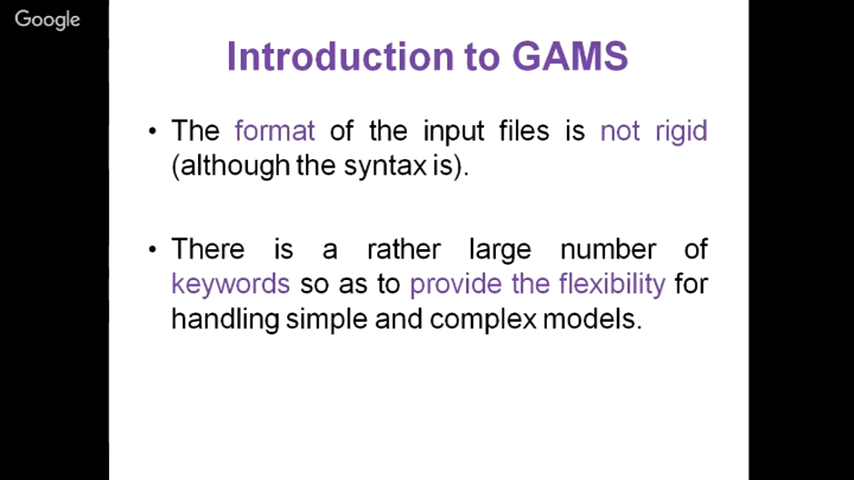 Google
Introduction to GAMS
• The format of the input files is not rigid
(although the syntax is).
• There is a rather large number of
keywords so as to provide the flexibility for
handling simple and complex models.